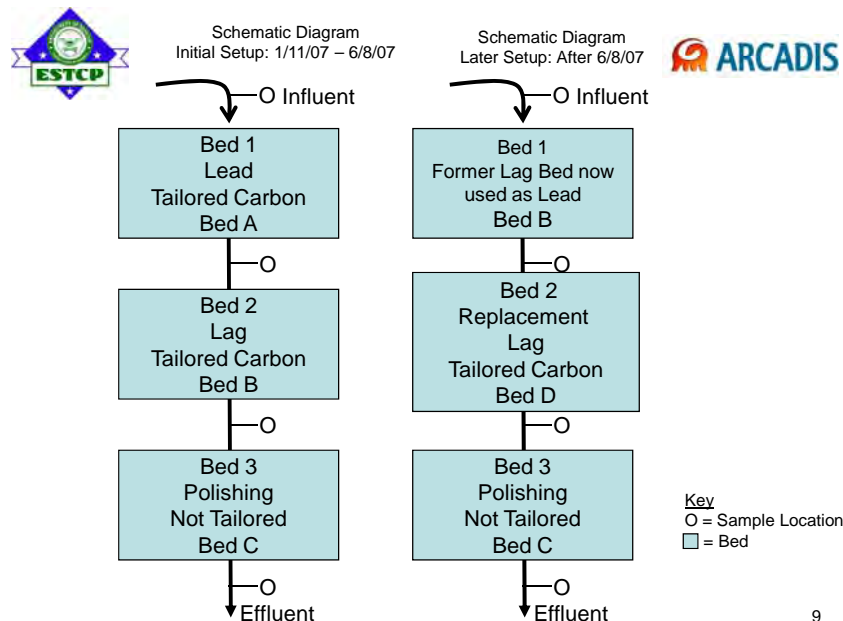 ESTCP
Schematic Diagram
Initial Setup: 1/11/07 – 6/8/07
O Influent
Bed 1
Lead
Tailored Carbon
Bed A
O
Bed 2
Lag
Tailored Carbon
Bed B
O
Bed 3
Polishing
Not Tailored
Bed C
O
Effluent
Schematic Diagram
Later Setup: After 6/8/07
O Influent
Bed 1
Former Lag Bed now
used as Lead
Bed B
O
Bed 2
Replacement
Lag
Tailored Carbon
Bed D
O
Bed 3
Polishing
Not Tailored
Bed C
O
Effluent
ARCADIS
Key
O = Sample Location
= Bed
9